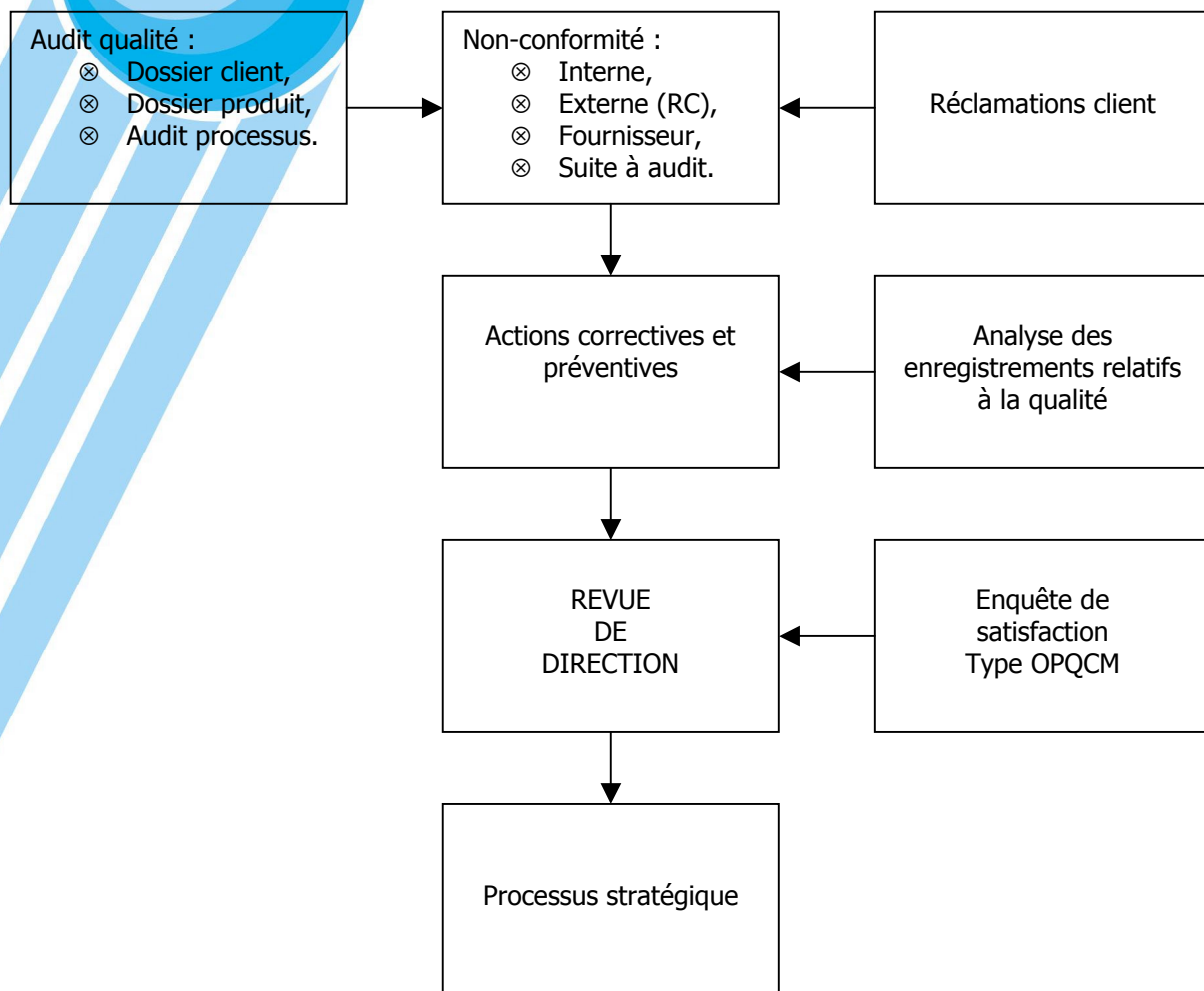 Audit qualité :
⊗ Dossier client,
⊗ Dossier produit,
⊗ Audit processus.
Non-conformité :
⊗ Interne,
⊗ Externe (RC),
⊗ Fournisseur,
⊗ Suite à audit.
Réclamations client
Actions correctives et
préventives
Analyse des
enregistrements relatifs
à la qualité
REVUE
DE
DIRECTION
Enquête de
satisfaction
Type OPQCM
Processus stratégique